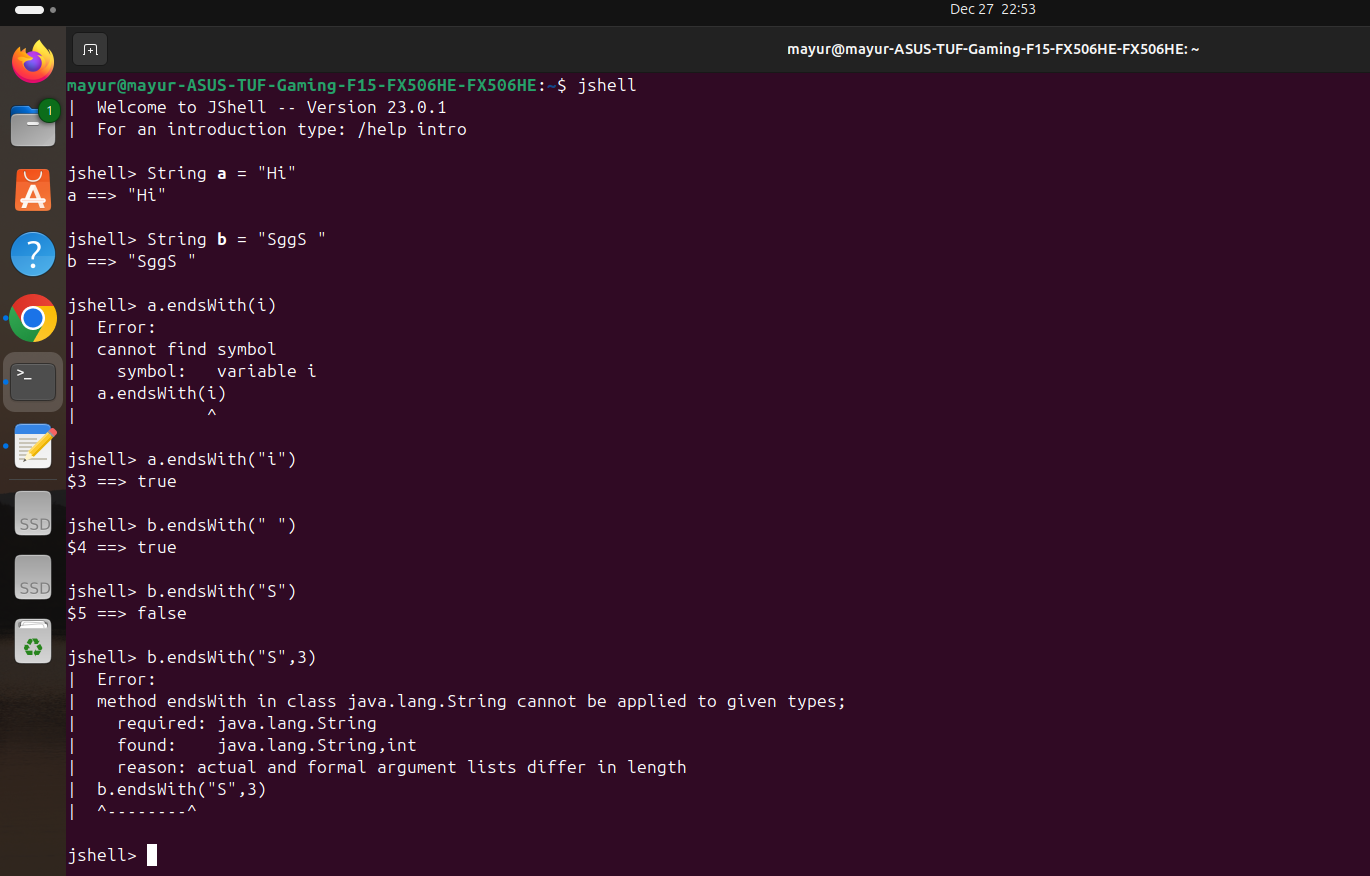 Dec 27 22:53
mayur@mayur-ASUS-TUF-Gaming-F15-FX506HE-FX506HE: ~
mayur@mayur-ASUS-TUF-Gaming-F15-FX506HE-FX506HE:~$ jshell
|  Welcome to JShell -- Version 23.0.1
|  For an introduction type: /help intro
jshell> String a = "Hi"
a ==> "Hi"
jshell> String b = "SggS "
b ==> "SggS "
jshell> a.endsWith(i)
|  Error:
|  cannot find symbol
|    symbol:   variable i
|  a.endsWith(i)
|             ^
jshell> a.endsWith("i")
$3 ==> true
jshell> b.endsWith(" ")
$4 ==> true
jshell> b.endsWith("S")
$5 ==> false
jshell> b.endsWith("S",3)
|  Error:
|  method endsWith in class java.lang.String cannot be applied to given types;
|    required: java.lang.String
|    found:    java.lang.String,int
|    reason: actual and formal argument lists differ in length
|  b.endsWith("S",3)
|  ^--------^
jshell>
1
?
>_
SSD
SSD